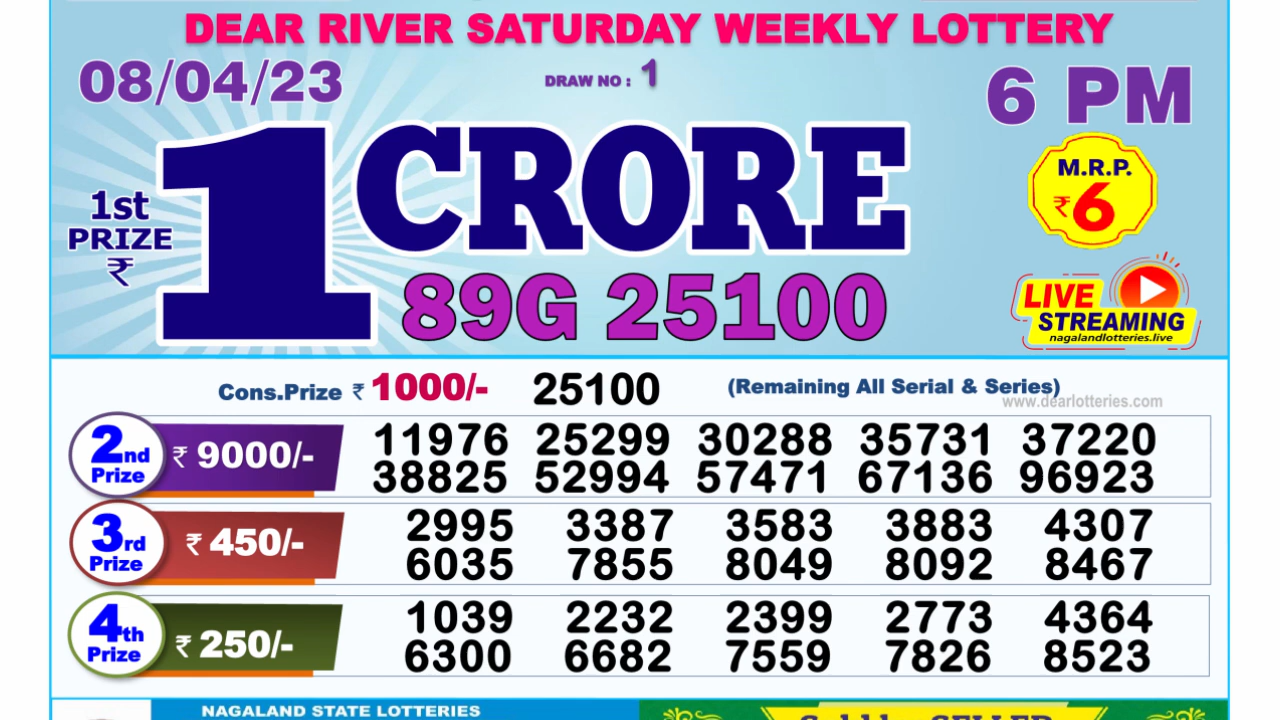 DEAR RIVER SATURDAY WEEKLY LOTTERY
08/04/23
DRAW NO : 1
6 PM
1st
PRIZE
₹
1 CRORE
M.R.P.
₹6
89G 25100
LIVE
STREAMING
nagalandlotteries.live
Cons.Prize ₹ 1000/- 25100 (Remaining All Serial & Series)
www.dearlotteries.com
2nd Prize ₹ 9000/-
11976 25299 30288 35731 37220
38825 52994 57471 67136 96923
3rd Prize ₹ 450/-
2995 3387 3583 3883 4307
6035 7855 8049 8092 8467
4th Prize ₹ 250/-
1039 2232 2399 2773 4364
6300 6682 7559 7826 8523
NAGALAND STATE LOTTERIES